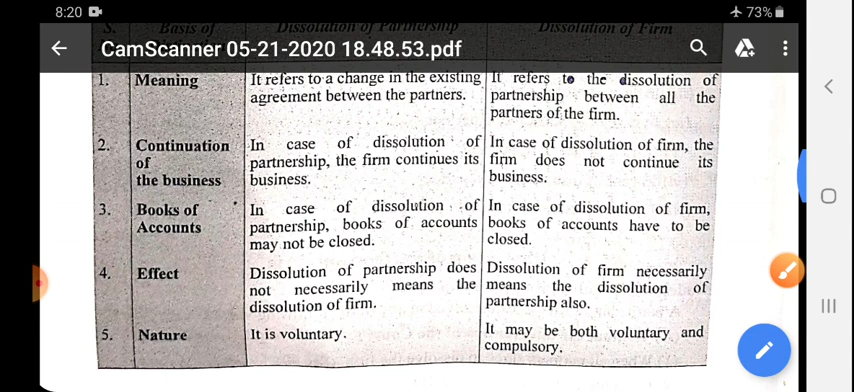 8:20
73%
S. Basis of Dissolution of Partnership Dissolution of Firm
CamScanner 05-21-2020 18.48.53.pdf
1. Meaning It refers to a change in the existing It refers to the dissolution of
agreement between the partners. partnership between all the
partners of the firm.
2. Continuation In case of dissolution of In case of dissolution of firm, the
of partnership, the firm continues its firm does not continue its
the business business. business.
3. Books of In case of dissolution of In case of dissolution of firm,
Accounts partnership, books of accounts books of accounts have to be
may not be closed. closed.
4. Effect Dissolution of partnership does Dissolution of firm necessarily
not necessarily means the means the dissolution of
dissolution of firm. partnership also.
5. Nature It is voluntary. It may be both voluntary and
compulsory.